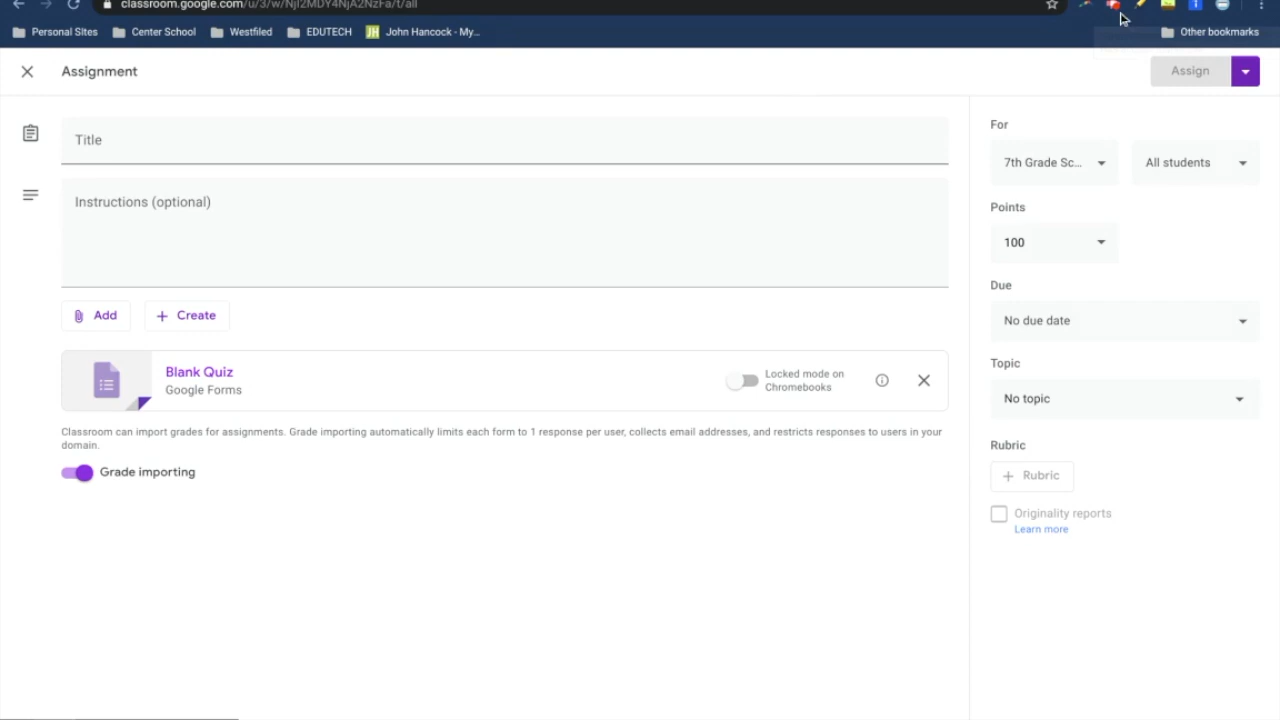 classroom.google.com/u/3/w/NjI2MDY4NjA2NzFa/t/all
Personal SItes
Center School
Westfiled
EDUTECH
JH John Hancock - My...
Other bookmarks
Assignment
Assign
Title
Instructions (optional)
Add
Create
Blank Quiz
Google Forms
Locked mode on
Chromebooks
Classroom can import grades for assignments. Grade importing automatically limits each form to 1 response per user, collects email addresses, and restricts responses to users in your
domain.
Grade importing
For
7th Grade Sc...
All students
Points
100
Due
No due date
Topic
No topic
Rubric
Rubric
Originality reports
Learn more